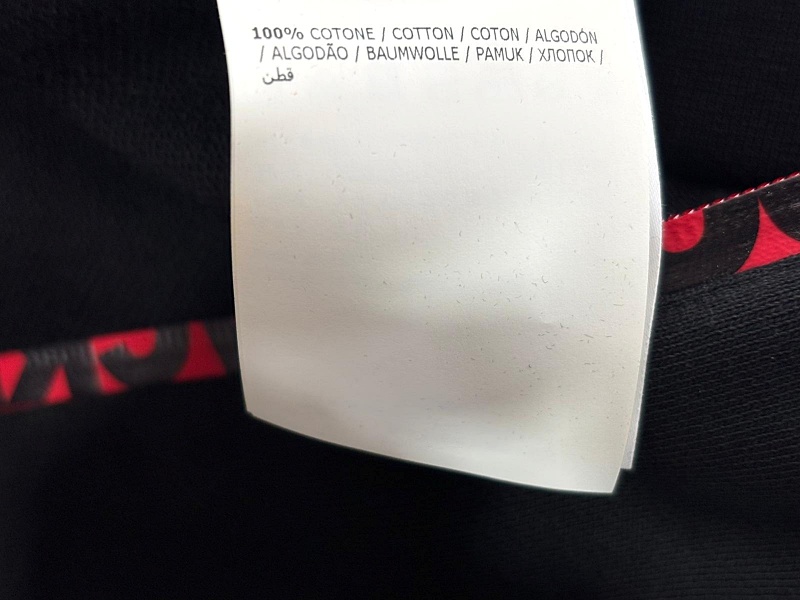 100% COTONE / COTTON / COTON / ALGODÓN
/ ALGODÃO / BAUMWOLLE / PAMUK / ХЛОПОК /
قطن